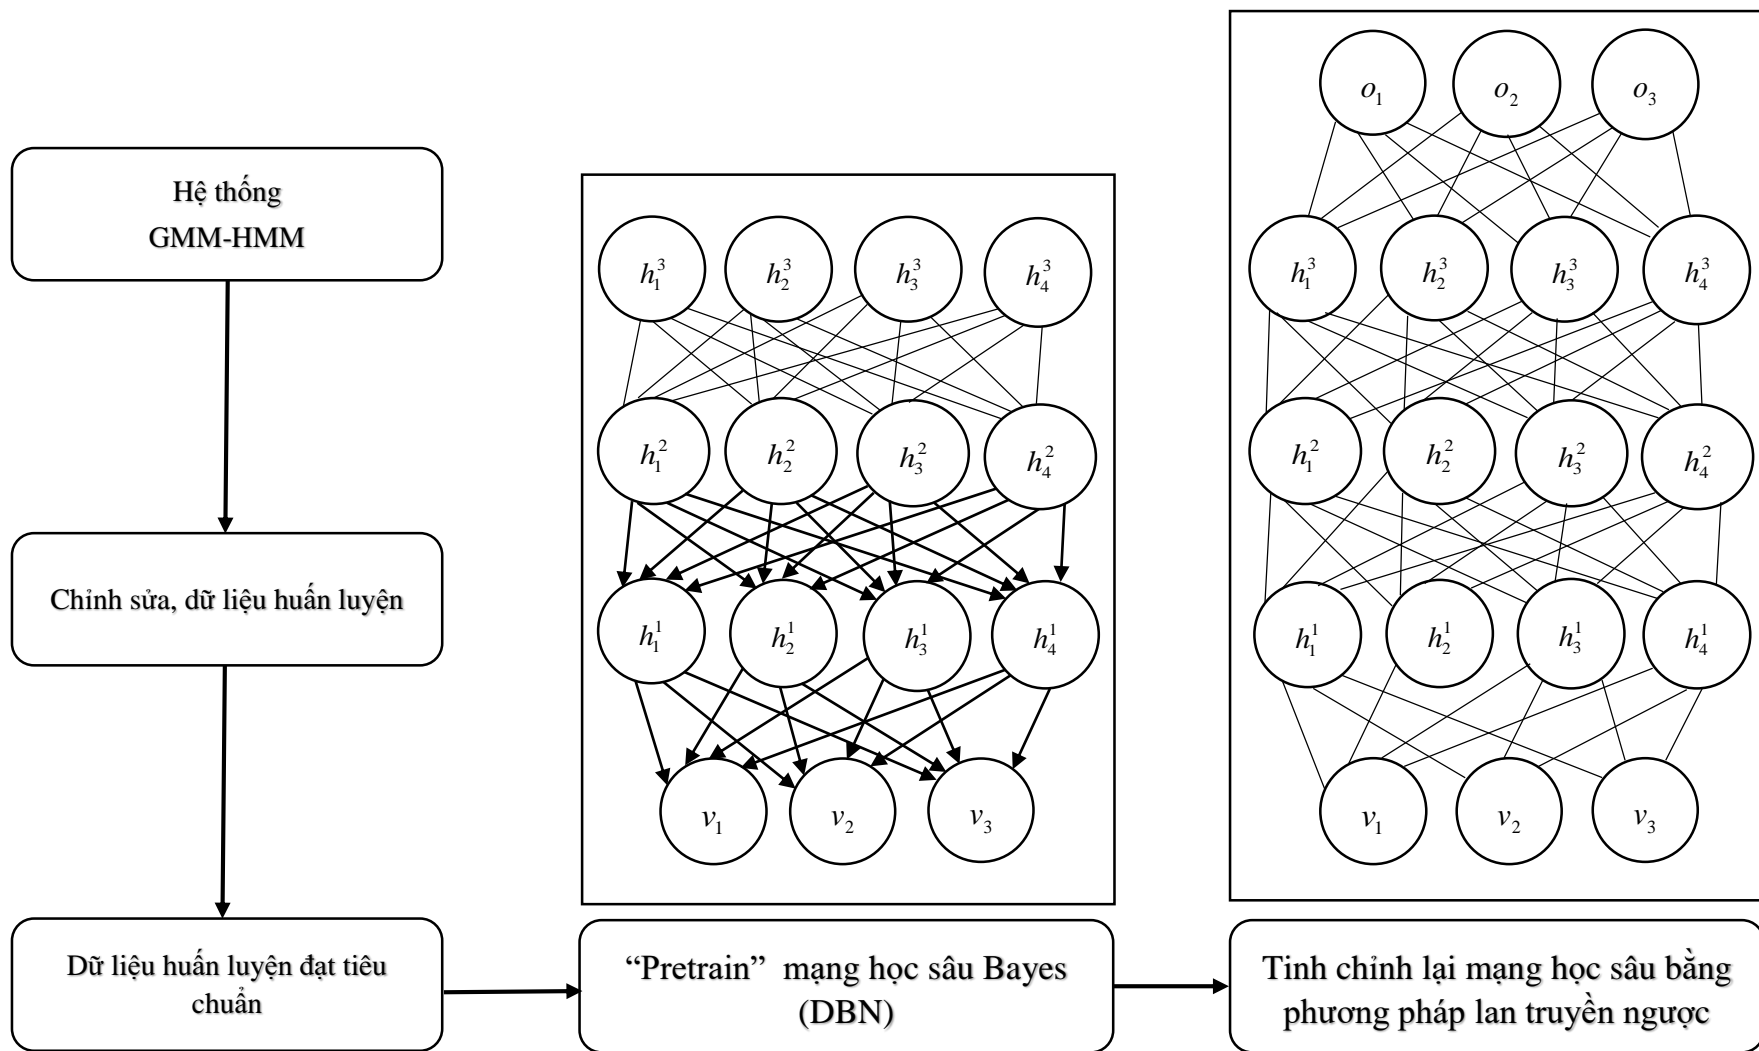 Hệ thống
GMM-HMM
Chỉnh sửa, dữ liệu huấn luyện
Dữ liệu huấn luyện đạt tiêu
chuẩn
h₁³ h₂³ h₃³ h₄³
h₁² h₂² h₃² h₄²
h₁¹ h₂¹ h₃¹ h₄¹
v₁ v₂ v₃
“Pretrain” mạng học sâu Bayes
(DBN)
o₁ o₂ o₃
h₁³ h₂³ h₃³ h₄³
h₁² h₂² h₃² h₄²
h₁¹ h₂¹ h₃¹ h₄¹
v₁ v₂ v₃
Tinh chỉnh lại mạng học sâu bằng
phương pháp lan truyền ngược